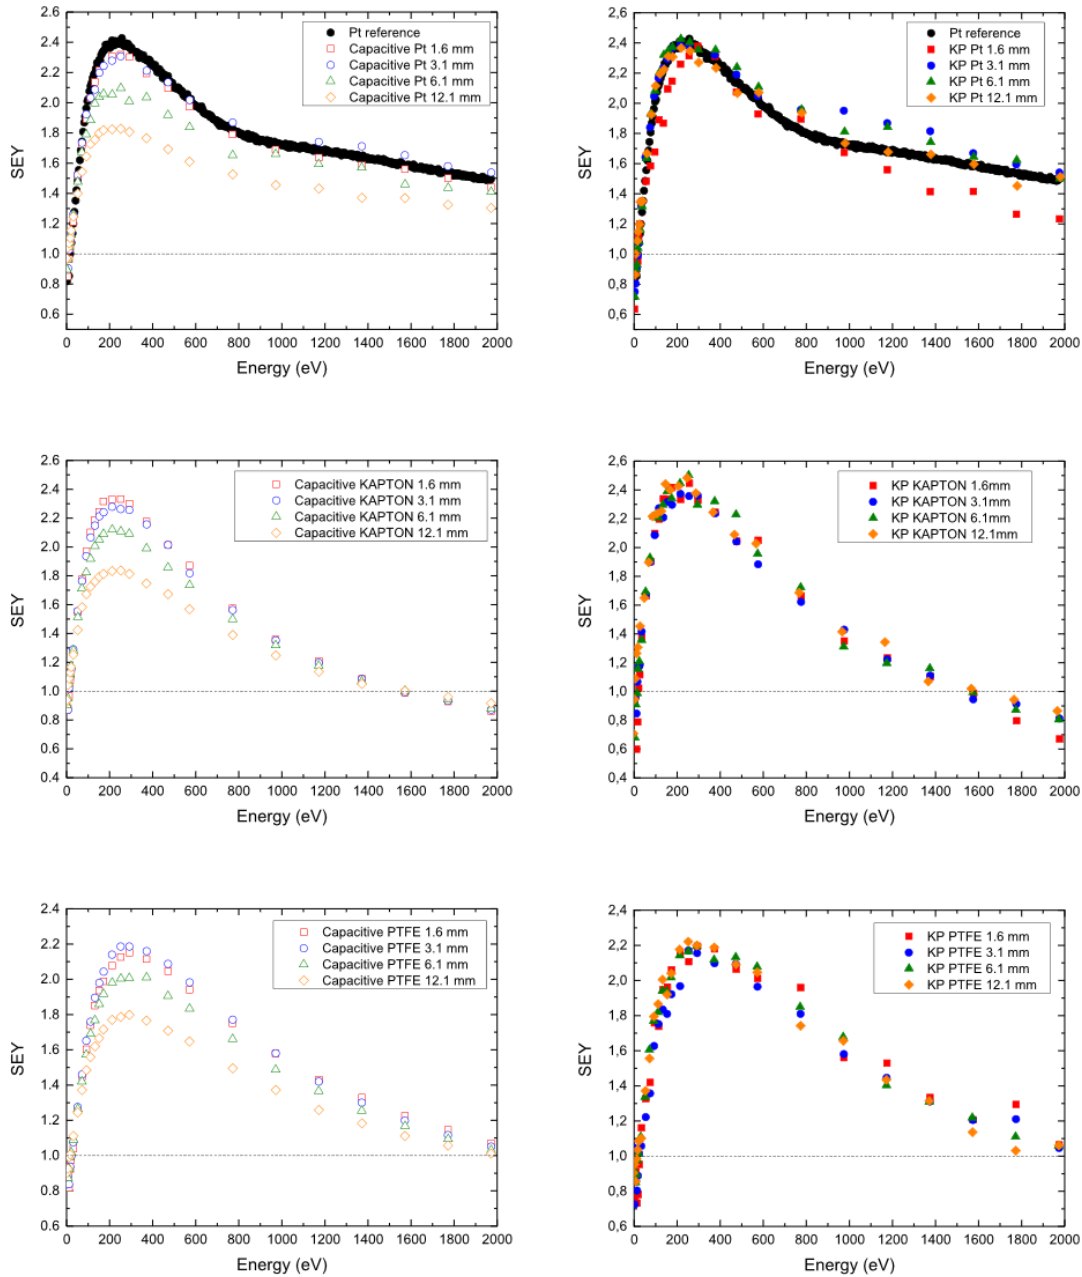 2.6
2.4
2.2
2.0
1.8
1.6
1.4
1.2
1.0
0.8
0.6
SEY
Pt reference
Capacitive Pt 1.6 mm
Capacitive Pt 3.1 mm
Capacitive Pt 6.1 mm
Capacitive Pt 12.1 mm
0 200 400 600 800 1000 1200 1400 1600 1800 2000
Energy (eV)
2,6
2,4
2,2
2,0
1,8
1,6
1,4
1,2
1,0
0,8
0,6
SEY
Pt reference
KP Pt 1.6 mm
KP Pt 3.1 mm
KP Pt 6.1 mm
KP Pt 12.1 mm
0 200 400 600 800 1000 1200 1400 1600 1800 2000
Energy (eV)
2.6
2.4
2.2
2.0
1.8
1.6
1.4
1.2
1.0
0.8
0.6
0.4
SEY
Capacitive KAPTON 1.6 mm
Capacitive KAPTON 3.1 mm
Capacitive KAPTON 6.1 mm
Capacitive KAPTON 12.1 mm
0 200 400 600 800 1000 1200 1400 1600 1800 2000
Energy (eV)
2,6
2,4
2,2
2,0
1,8
1,6
1,4
1,2
1,0
0,8
0,6
0,4
SEY
KP KAPTON 1.6mm
KP KAPTON 3.1mm
KP KAPTON 6.1mm
KP KAPTON 12.1mm
0 200 400 600 800 1000 1200 1400 1600 1800 2000
Energy (eV)
2.4
2.2
2.0
1.8
1.6
1.4
1.2
1.0
0.8
0.6
SEY
Capacitive PTFE 1.6 mm
Capacitive PTFE 3.1 mm
Capacitive PTFE 6.1 mm
Capacitive PTFE 12.1 mm
0 200 400 600 800 1000 1200 1400 1600 1800 2000
Energy (eV)
2,4
2,2
2,0
1,8
1,6
1,4
1,2
1,0
0,8
0,6
SEY
KP PTFE 1.6 mm
KP PTFE 3.1 mm
KP PTFE 6.1 mm
KP PTFE 12.1 mm
0 200 400 600 800 1000 1200 1400 1600 1800 2000
Energy (eV)